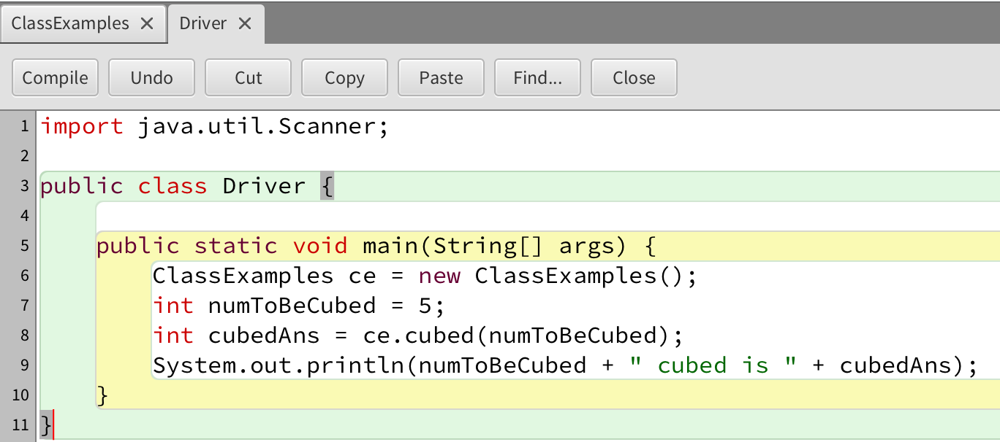 ClassExamples × Driver ×
Compile Undo Cut Copy Paste Find... Close
1 import java.util.Scanner;
2
3 public class Driver {
4
5     public static void main(String[] args) {
6         ClassExamples ce = new ClassExamples();
7         int numToBeCubed = 5;
8         int cubedAns = ce.cubed(numToBeCubed);
9         System.out.println(numToBeCubed + " cubed is " + cubedAns);
10     }
11 }